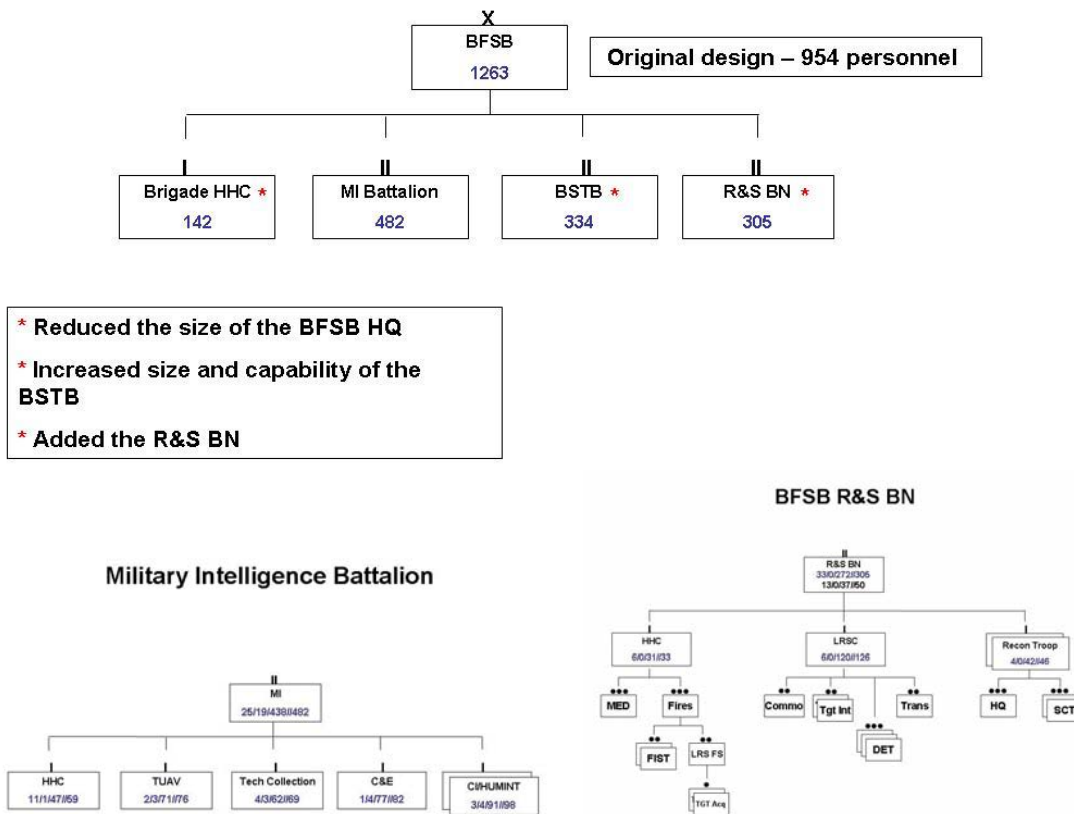 X
BFSB
1263
Original design – 954 personnel
I
Brigade HHC *
142
II
MI Battalion
482
II
BSTB *
334
II
R&S BN *
305
* Reduced the size of the BFSB HQ
* Increased size and capability of the
BSTB
* Added the R&S BN
Military Intelligence Battalion
II
MI
25/19/438//482
I
HHC
11/1/47//59
I
TUAV
2/3/71//76
I
Tech Collection
4/3/62//69
I
C&E
1/4/77//82
I
CI/HUMINT
3/4/91//98
BFSB R&S BN
II
R&S BN
33/0/272//305
13/0/37//50
I
HHC
6/0/31//33
I
LRSC
6/0/120//126
I
Recon Troop
4/0/42//46
MED
Fires
Commo
Tgt Int
Trans
HQ
SCT
FIST
LRS FS
DET
TGT Acq